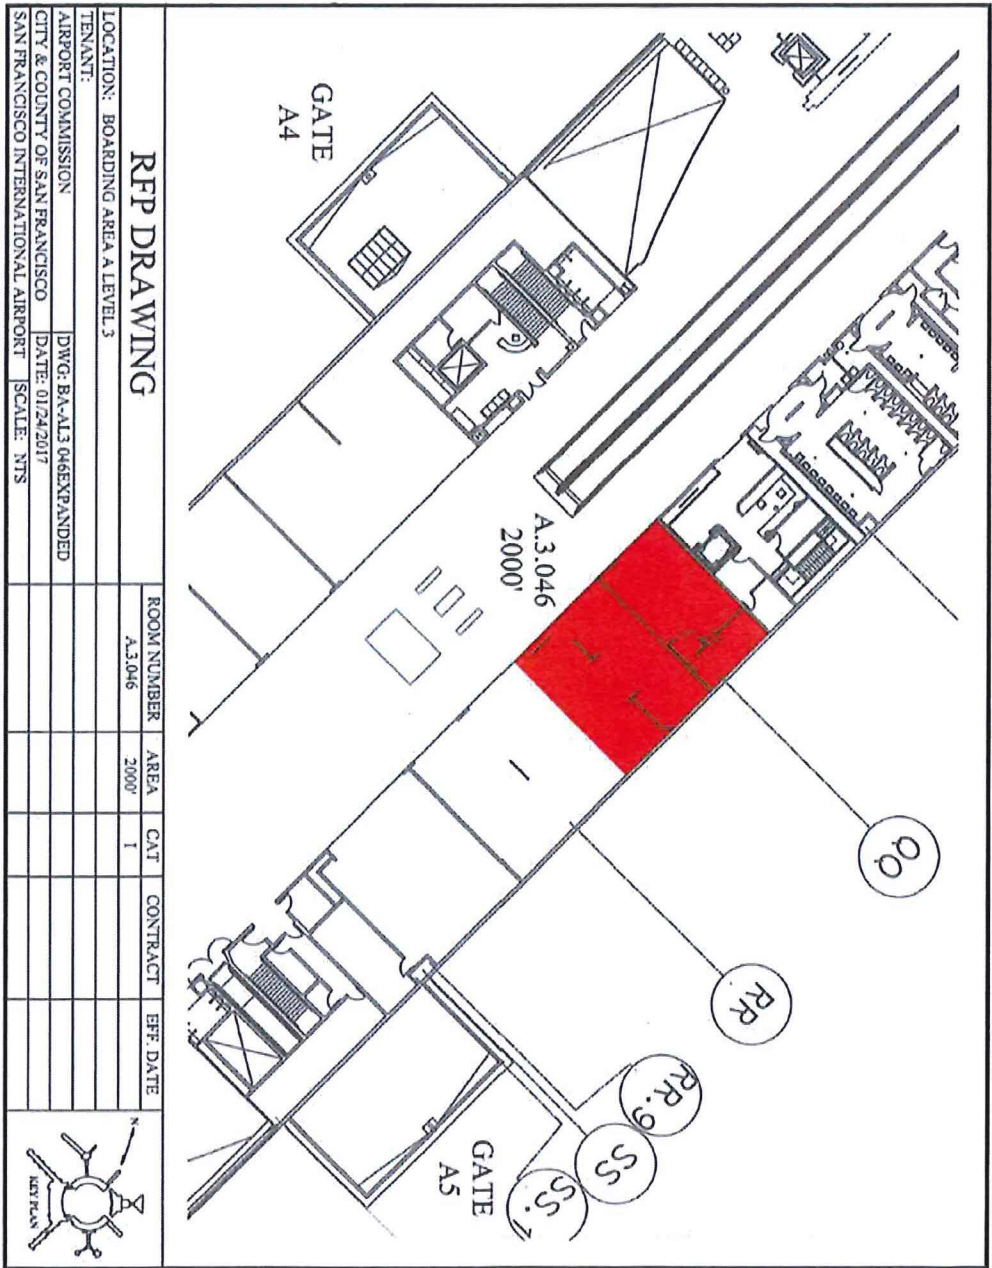 GATE
A4
A.3.046
2000'
QQ
RR
RR.9
SS
GATE
A5
RFP DRAWING
LOCATION: BOARDING AREA A LEVEL 3
TENANT:
AIRPORT COMMISSION
DWG: BA-AL3 046EXPANDED
CITY & COUNTY OF SAN FRANCISCO
DATE: 01/24/2017
SAN FRANCISCO INTERNATIONAL AIRPORT
SCALE: NTS
ROOM NUMBER AREA CAT CONTRACT EFF. DATE
A.3.046 2000' 1
N
KEY PLAN